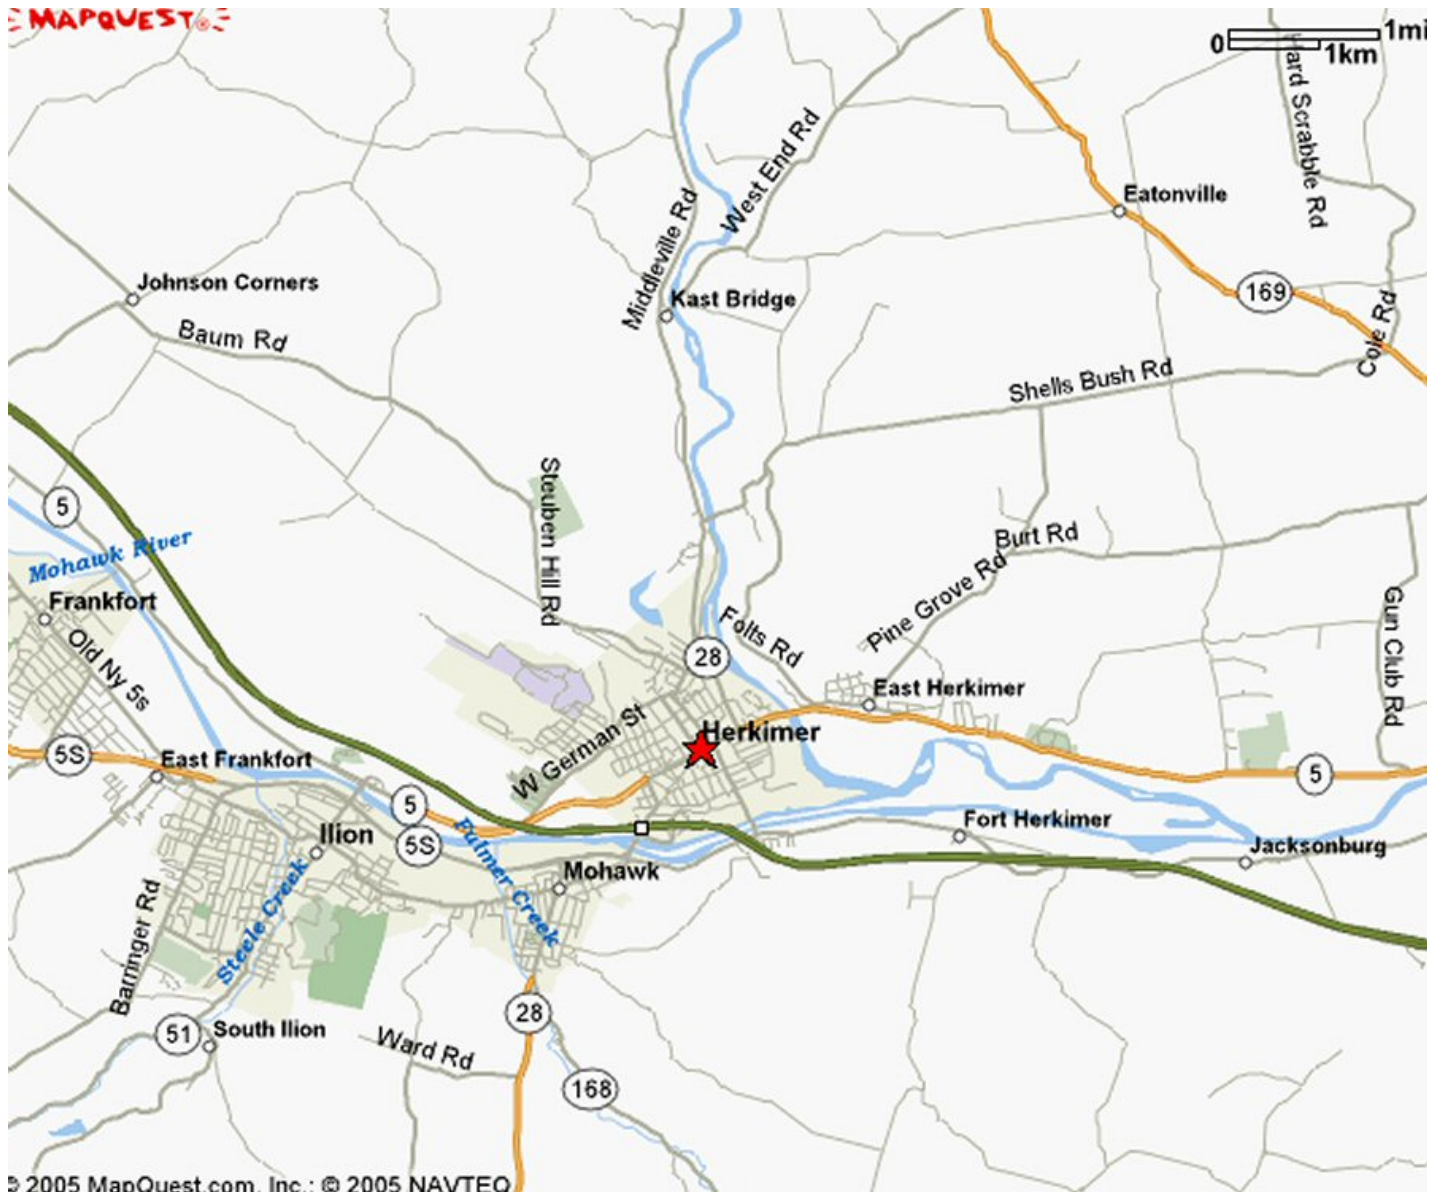 MAPQUEST®
0
1mi
1km
Hard Scrabble Rd
West End Rd
Eatonville
Middleville Rd
Johnson Corners
169
Kast Bridge
Baum Rd
Cole Rd
Shells Bush Rd
5
Steuben Hill Rd
Mohawk River
Burt Rd
Frankfort
Pine Grove Rd
Gun Club Rd
Folts Rd
Old Ny 5s
28
East Herkimer
W German St
Herkimer
5S
East Frankfort
5
5
Fulmer Creek
Fort Herkimer
Ilion
5S
Jacksonburg
Mohawk
Steele Creek
Barringer Rd
28
51
South Ilion
Ward Rd
168
© 2005 MapQuest.com, Inc.; © 2005 NAVTEQ